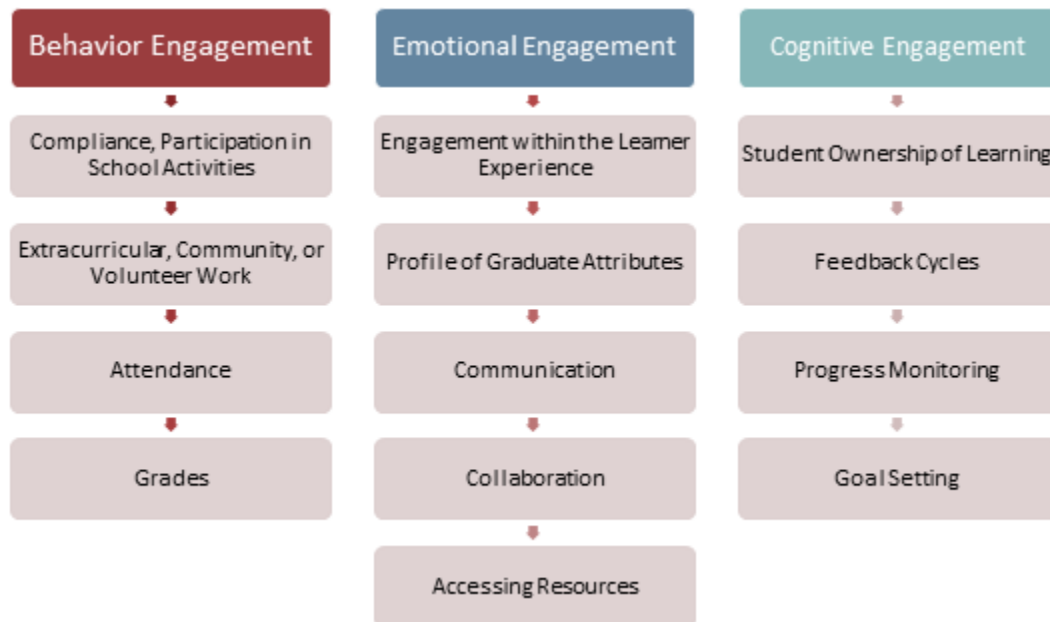 Behavior Engagement
Compliance, Participation in
School Activities
Extracurricular, Community, or
Volunteer Work
Attendance
Grades
Emotional Engagement
Engagement within the Learner
Experience
Profile of Graduate Attributes
Communication
Collaboration
Accessing Resources
Cognitive Engagement
Student Ownership of Learning
Feedback Cycles
Progress Monitoring
Goal Setting